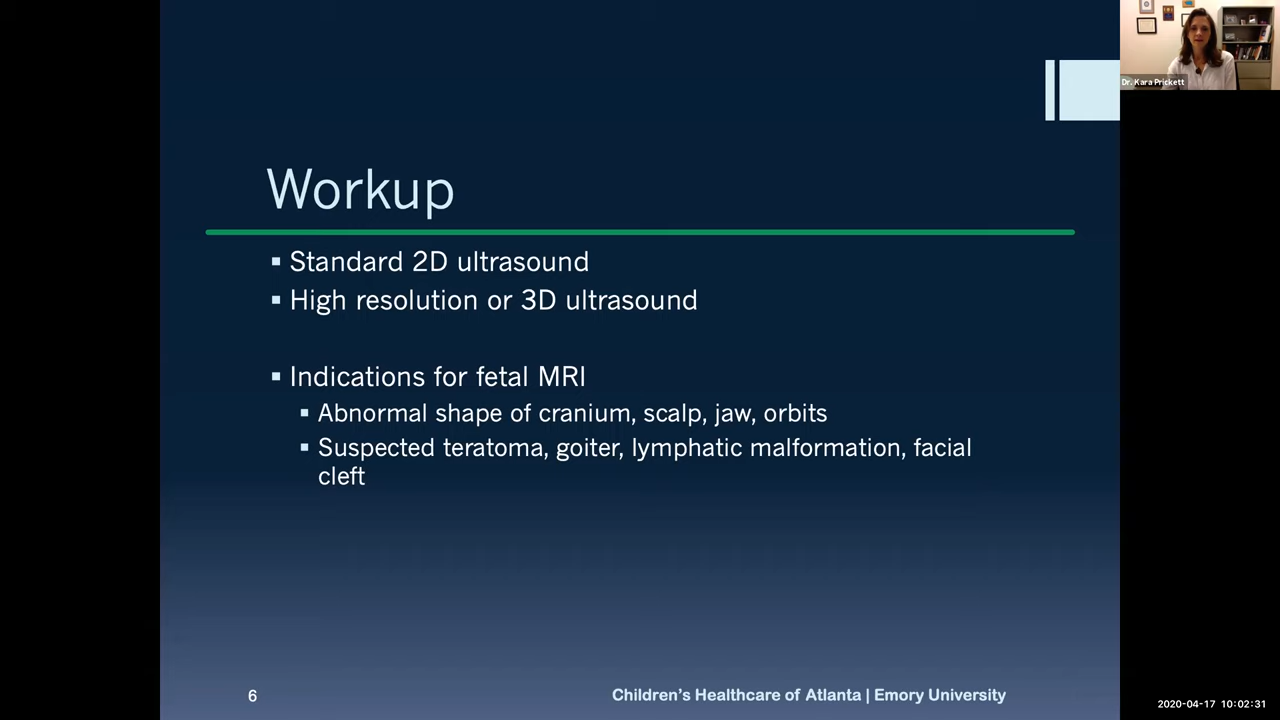 Dr. Kara Prickett
Workup
▪ Standard 2D ultrasound
▪ High resolution or 3D ultrasound
▪ Indications for fetal MRI
▪ Abnormal shape of cranium, scalp, jaw, orbits
▪ Suspected teratoma, goiter, lymphatic malformation, facial
cleft
6
Children's Healthcare of Atlanta | Emory University
2020-04-17 10:02:31